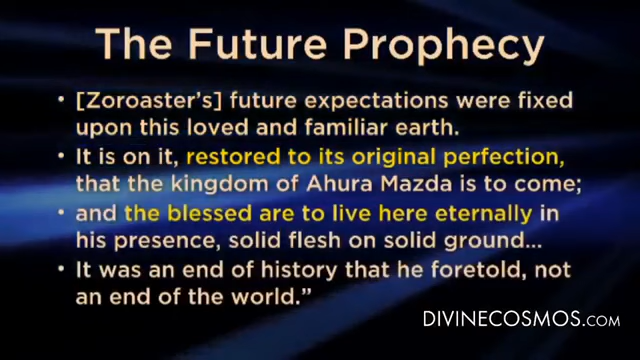 The Future Prophecy
• [Zoroaster's] future expectations were fixed
upon this loved and familiar earth.
• It is on it, restored to its original perfection,
that the kingdom of Ahura Mazda is to come;
• and the blessed are to live here eternally in
his presence, solid flesh on solid ground...
• It was an end of history that he foretold, not
an end of the world.”
DIVINECOSMOS.COM